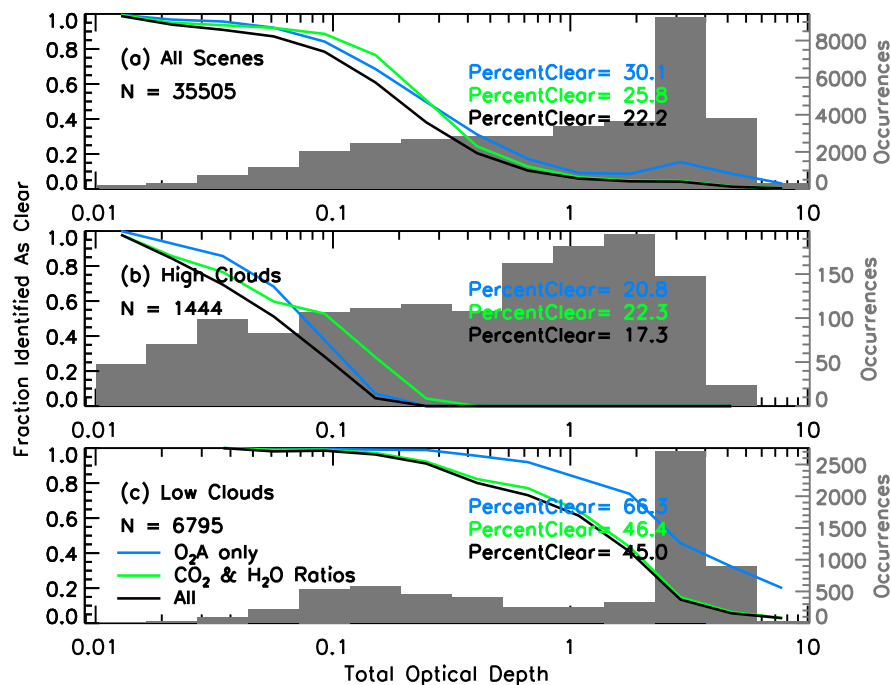 Fraction Identified As Clear
1.0
0.8
0.6
0.4
0.2
0.0
(a) All Scenes
N = 35505
PercentClear= 30.1
PercentClear= 25.8
PercentClear= 22.2
8000
6000
4000
2000
0
Occurrences
0.01
0.1
1
10
1.0
0.8
0.6
0.4
0.2
0.0
(b) High Clouds
N = 1444
PercentClear= 20.8
PercentClear= 22.3
PercentClear= 17.3
150
100
50
0
Occurrences
0.01
0.1
1
10
1.0
0.8
0.6
0.4
0.2
0.0
(c) Low Clouds
N = 6795
O₂A only
CO₂ & H₂O Ratios
All
PercentClear= 66.3
PercentClear= 46.4
PercentClear= 45.0
2500
2000
1500
1000
500
0
Occurrences
0.01
0.1
1
10
Total Optical Depth